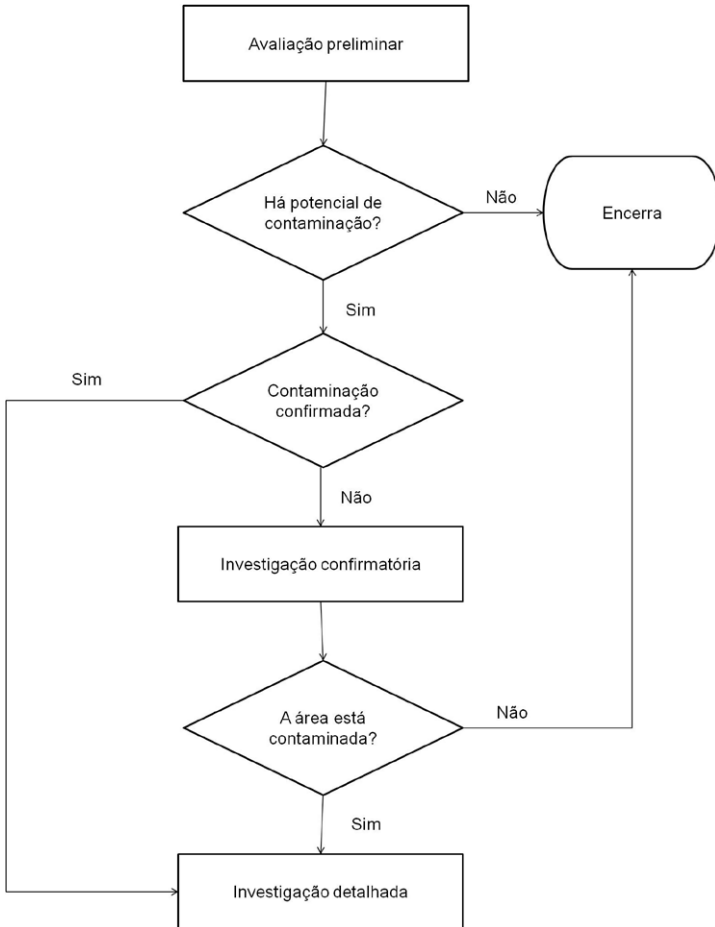 Avaliação preliminar
Há potencial de
contaminação?
Não
Encerra
Sim
Sim
Contaminação
confirmada?
Não
Investigação confirmatória
A área está
contaminada?
Não
Sim
Investigação detalhada